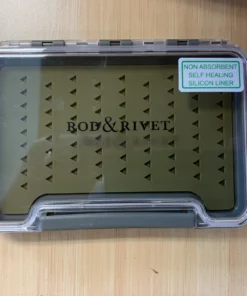 NON ABSORBENT
SELF HEALING
SILICON LINER
ROD & RIVET